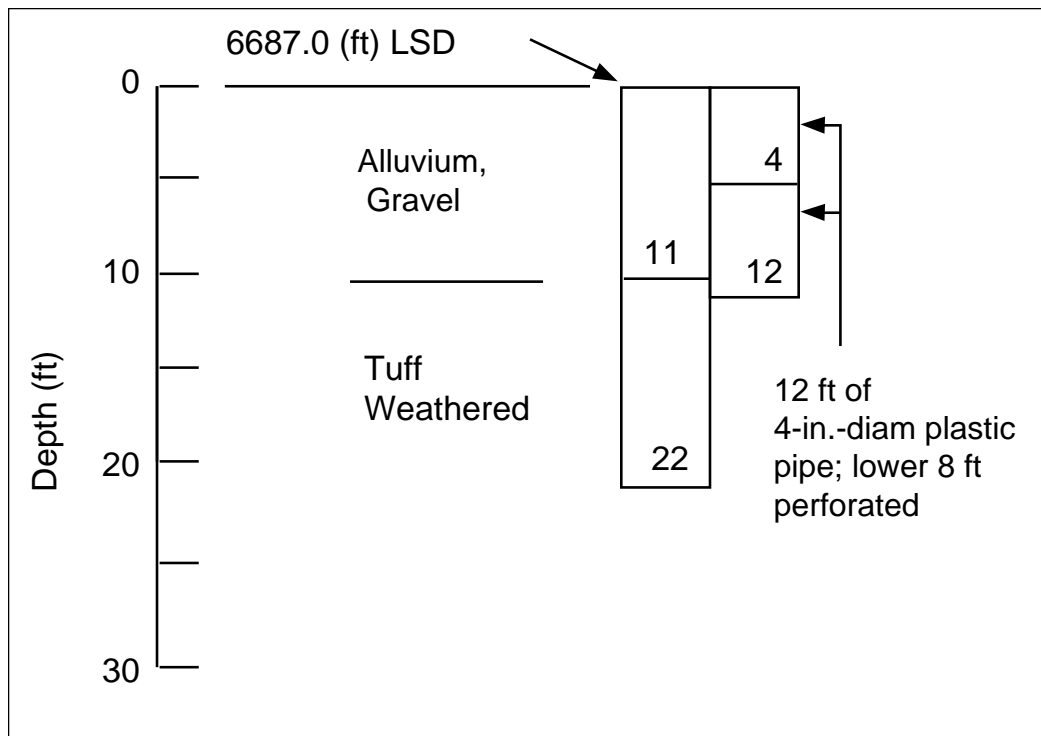 6687.0 (ft) LSD
0
10
20
30
Depth (ft)
Alluvium,
Gravel
Tuff
Weathered
11
22
4
12
12 ft of
4-in.-diam plastic
pipe; lower 8 ft
perforated